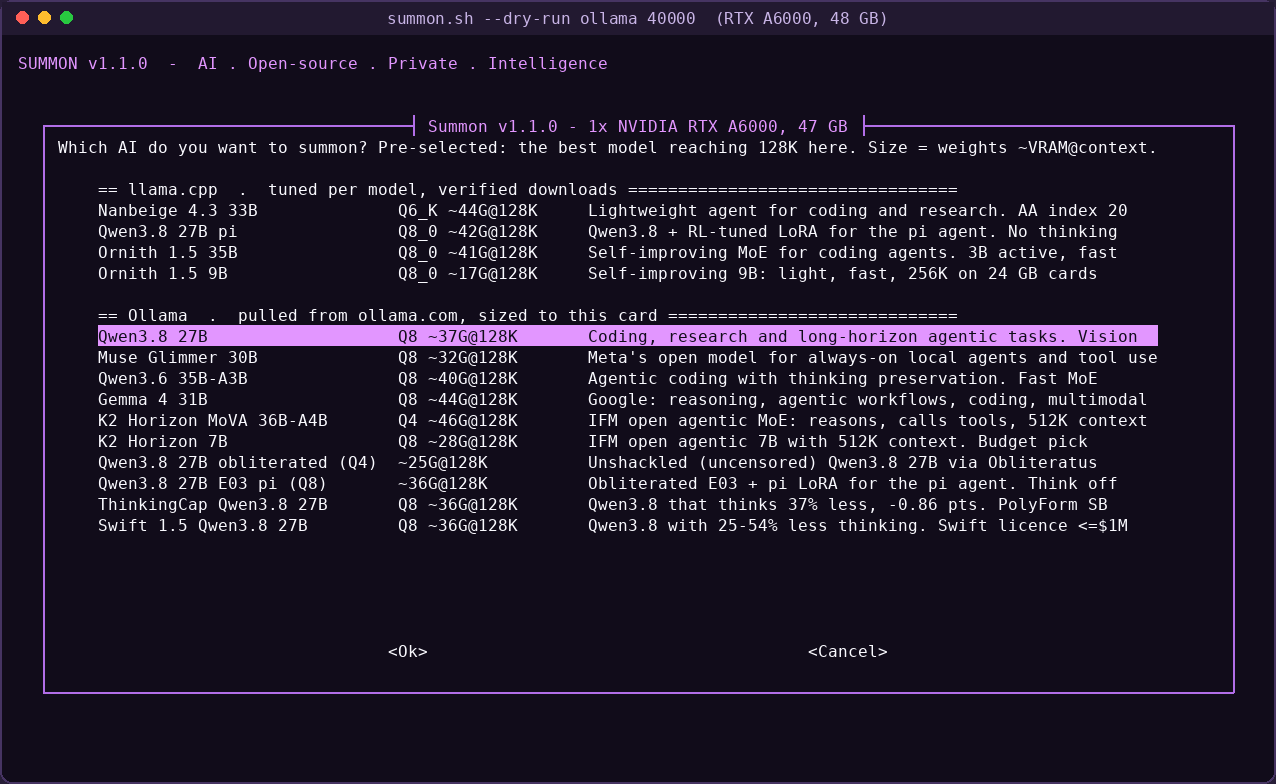 summon.sh --dry-run ollama 40000  (RTX A6000, 48 GB)
SUMMON v1.1.0  -  AI . Open-source . Private . Intelligence
Summon v1.1.0 - 1x NVIDIA RTX A6000, 47 GB
Which AI do you want to summon? Pre-selected: the best model reaching 128K here. Size = weights ~VRAM@context.
== llama.cpp  .  tuned per model, verified downloads =================================
Nanbeige 4.3 33B              Q6_K ~44G@128K     Lightweight agent for coding and research. AA index 20
Qwen3.8 27B pi                Q8_0 ~42G@128K     Qwen3.8 + RL-tuned LoRA for the pi agent. No thinking
Ornith 1.5 35B                Q8_0 ~41G@128K     Self-improving MoE for coding agents. 3B active, fast
Ornith 1.5 9B                 Q8_0 ~17G@128K     Self-improving 9B: light, fast, 256K on 24 GB cards
== Ollama  .  pulled from ollama.com, sized to this card =============================
Qwen3.8 27B                   Q8 ~37G@128K       Coding, research and long-horizon agentic tasks. Vision
Muse Glimmer 30B              Q8 ~32G@128K       Meta's open model for always-on local agents and tool use
Qwen3.6 35B-A3B               Q8 ~40G@128K       Agentic coding with thinking preservation. Fast MoE
Gemma 4 31B                   Q8 ~44G@128K       Google: reasoning, agentic workflows, coding, multimodal
K2 Horizon MoVA 36B-A4B       Q4 ~46G@128K       IFM open agentic MoE: reasons, calls tools, 512K context
K2 Horizon 7B                 Q8 ~28G@128K       IFM open agentic 7B with 512K context. Budget pick
Qwen3.8 27B obliterated (Q4)  ~25G@128K          Unshackled (uncensored) Qwen3.8 27B via Obliteratus
Qwen3.8 27B E03 pi (Q8)       ~36G@128K          Obliterated E03 + pi LoRA for the pi agent. Think off
ThinkingCap Qwen3.8 27B       Q8 ~36G@128K       Qwen3.8 that thinks 37% less, -0.86 pts. PolyForm SB
Swift 1.5 Qwen3.8 27B         Q8 ~36G@128K       Qwen3.8 with 25-54% less thinking. Swift licence <=$1M
<Ok>                                      <Cancel>